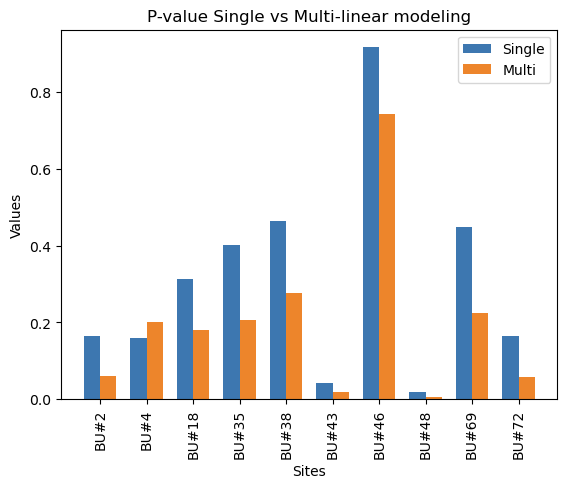 P-value Single vs Multi-linear modeling
Single
Multi
Values
0.8
0.6
0.4
0.2
0.0
BU#2
BU#4
BU#18
BU#35
BU#38
BU#43
BU#46
BU#48
BU#69
BU#72
Sites